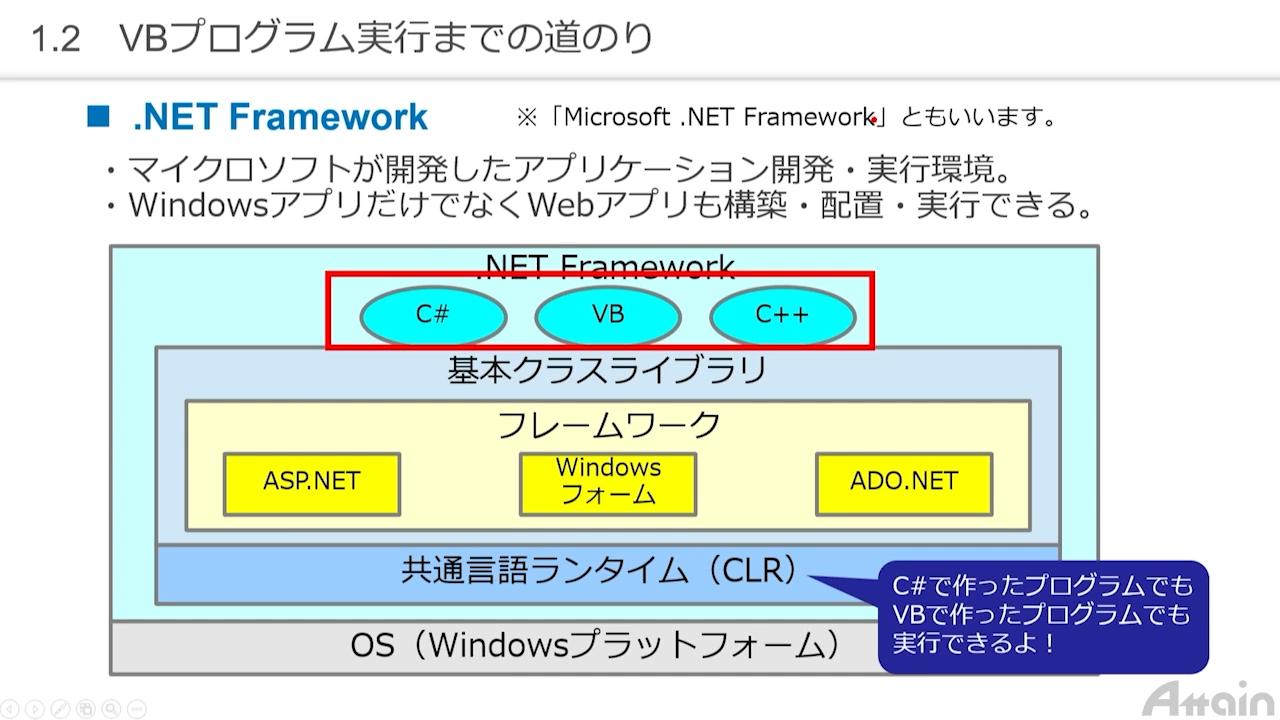 1.2 VBプログラム実行までの道のり
■ .NET Framework ※「Microsoft .NET Framework」ともいいます。
・マイクロソフトが開発したアプリケーション開発・実行環境。
・WindowsアプリだけでなくWebアプリも構築・配置・実行できる。
.NET Framework
C# VB C++
基本クラスライブラリ
フレームワーク
ASP.NET
Windows
フォーム
ADO.NET
共通言語ランタイム（CLR）
C#で作ったプログラムでも
VBで作ったプログラムでも
実行できるよ！
OS（Windowsプラットフォーム）
Attain